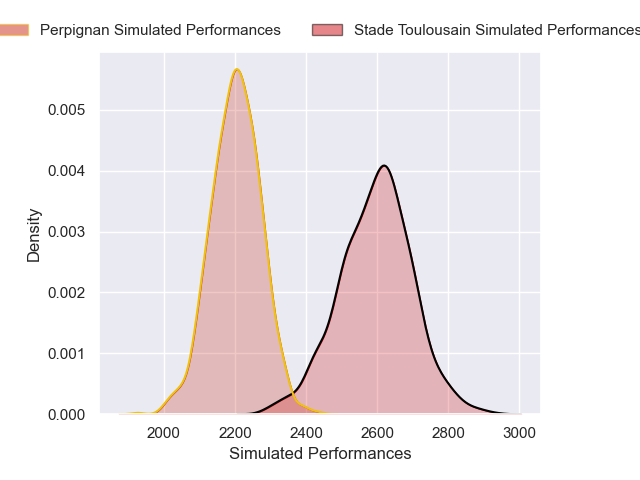 Perpignan Simulated Performances
Stade Toulousain Simulated Performances
0.005
0.004
0.003
0.002
0.001
0.000
Density
2000 2200 2400 2600 2800 3000
Simulated Performances